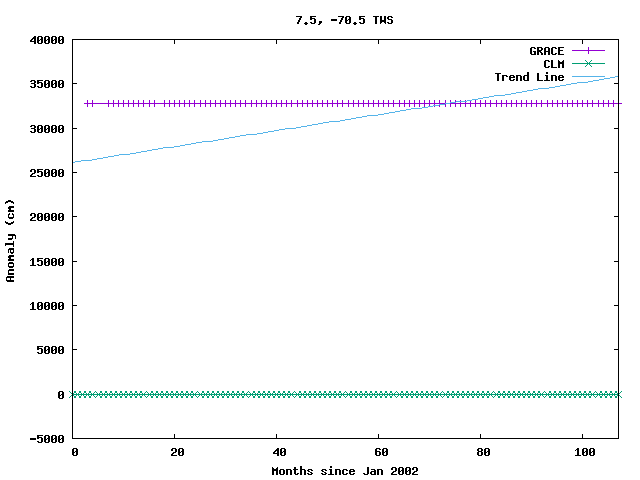 7.5, -70.5 TWS
GRACE
CLM
Trend Line
40000
35000
30000
25000
20000
15000
10000
5000
0
-5000
Anomaly (cm)
0 20 40 60 80 100
Months since Jan 2002